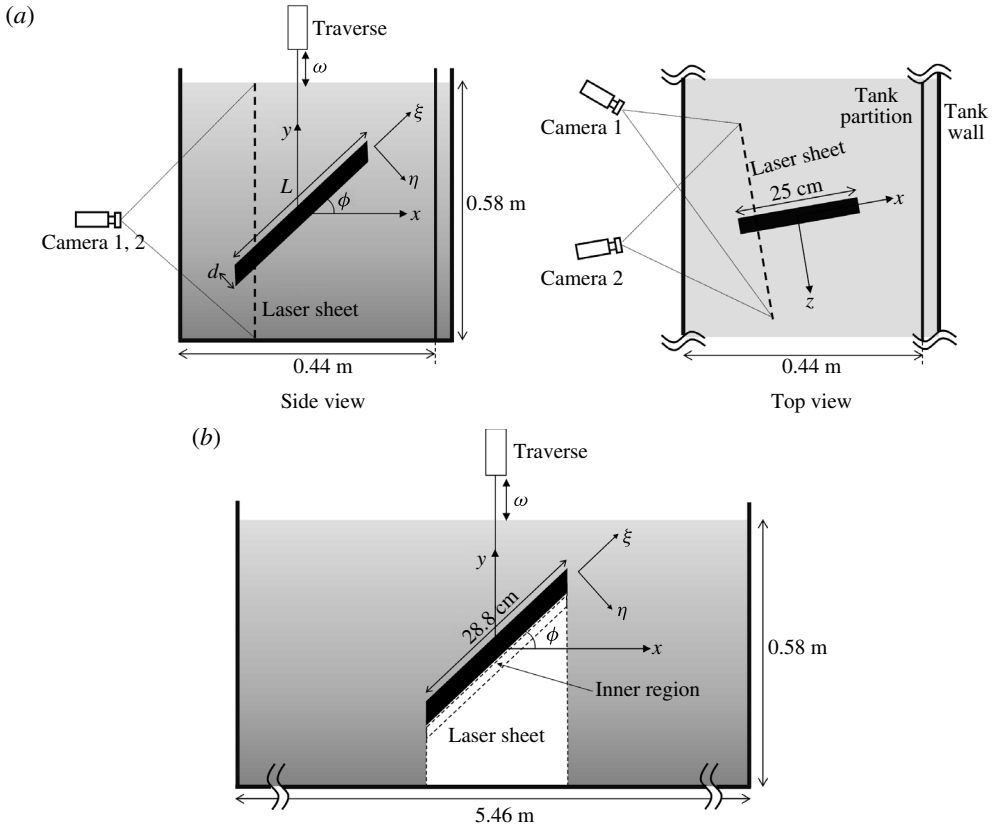 (a)
Traverse
ω
y
ξ
L
η
ϕ
x
0.58 m
Camera 1, 2
d
Laser sheet
0.44 m
Side view
Camera 1
Tank
partition
Tank
wall
Laser sheet
25 cm
x
Camera 2
z
0.44 m
Top view
(b)
Traverse
ω
y
ξ
28.8 cm
η
ϕ
x
0.58 m
Inner region
Laser sheet
5.46 m